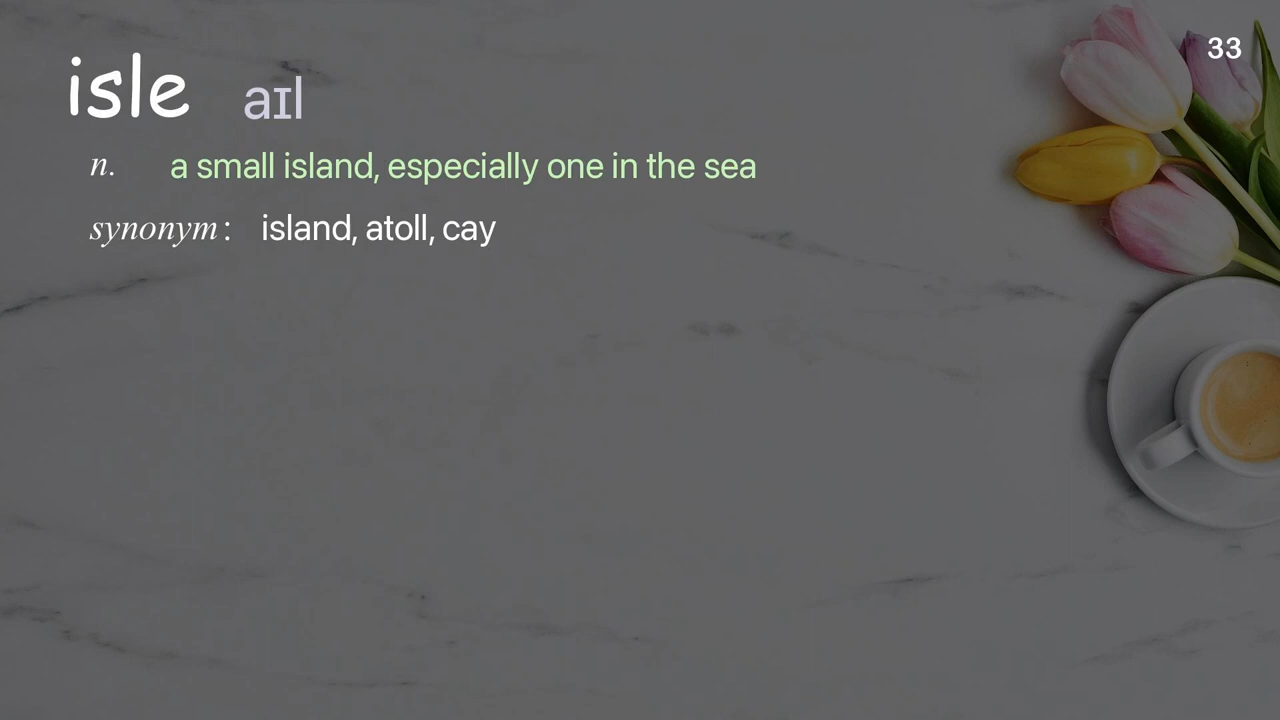 33
isle aɪl
n. a small island, especially one in the sea
synonym: island, atoll, cay